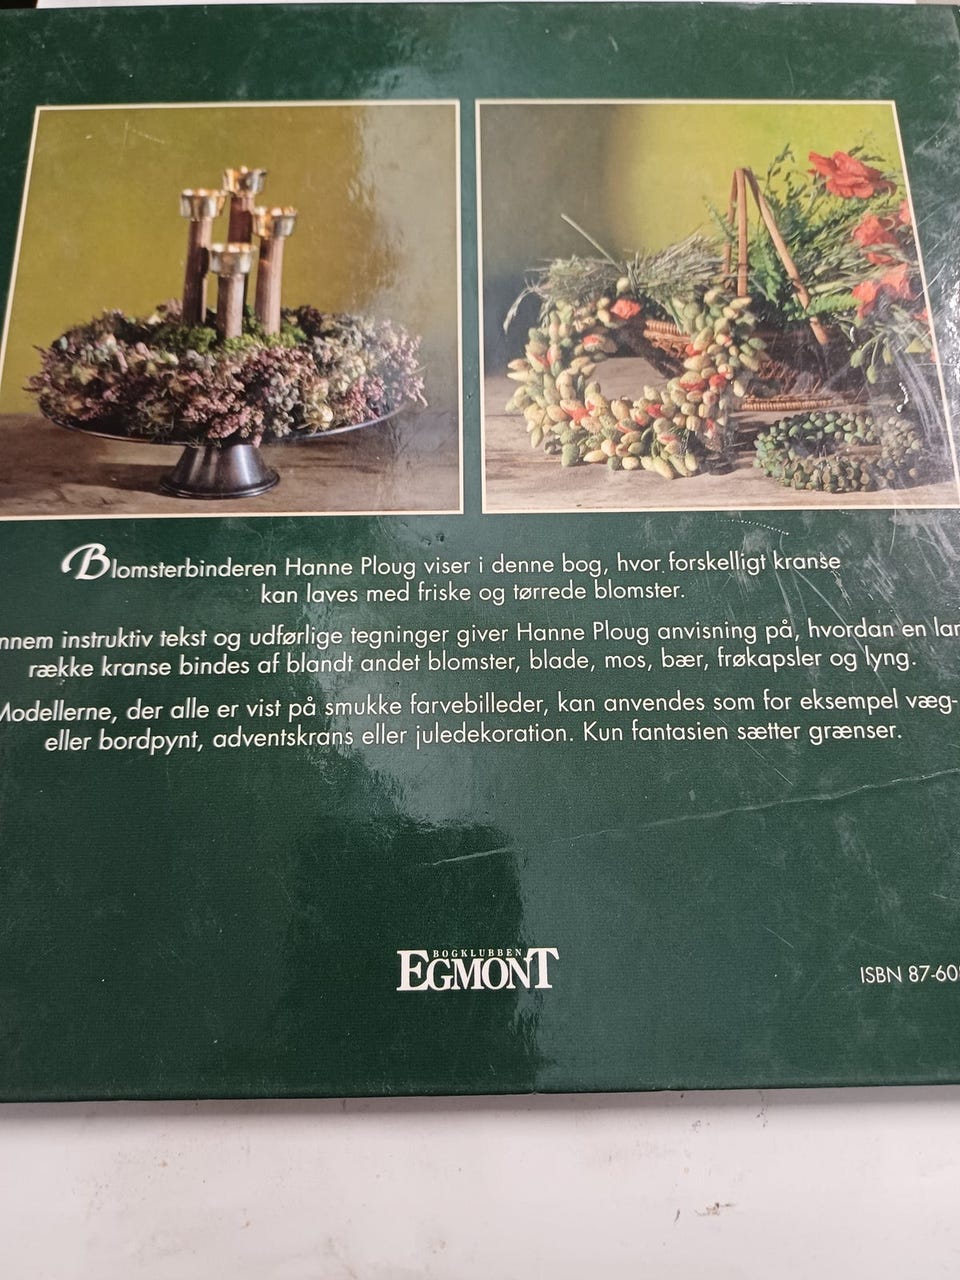 Blomsterbinderen Hanne Ploug viser i denne bog, hvor forskelligt kranse
kan laves med friske og tørrede blomster.
nnem instruktiv tekst og udførlige tegninger giver Hanne Ploug anvisning på, hvordan en lan
række kranse bindes af blandt andet blomster, blade, mos, bær, frøkapsler og lyng.
Modellerne, der alle er vist på smukke farvebilleder, kan anvendes som for eksempel væg-
eller bordpynt, adventskrans eller juledekoration. Kun fantasien sætter grænser.
BOGKLUBBEN
EGMONT
ISBN 87-60